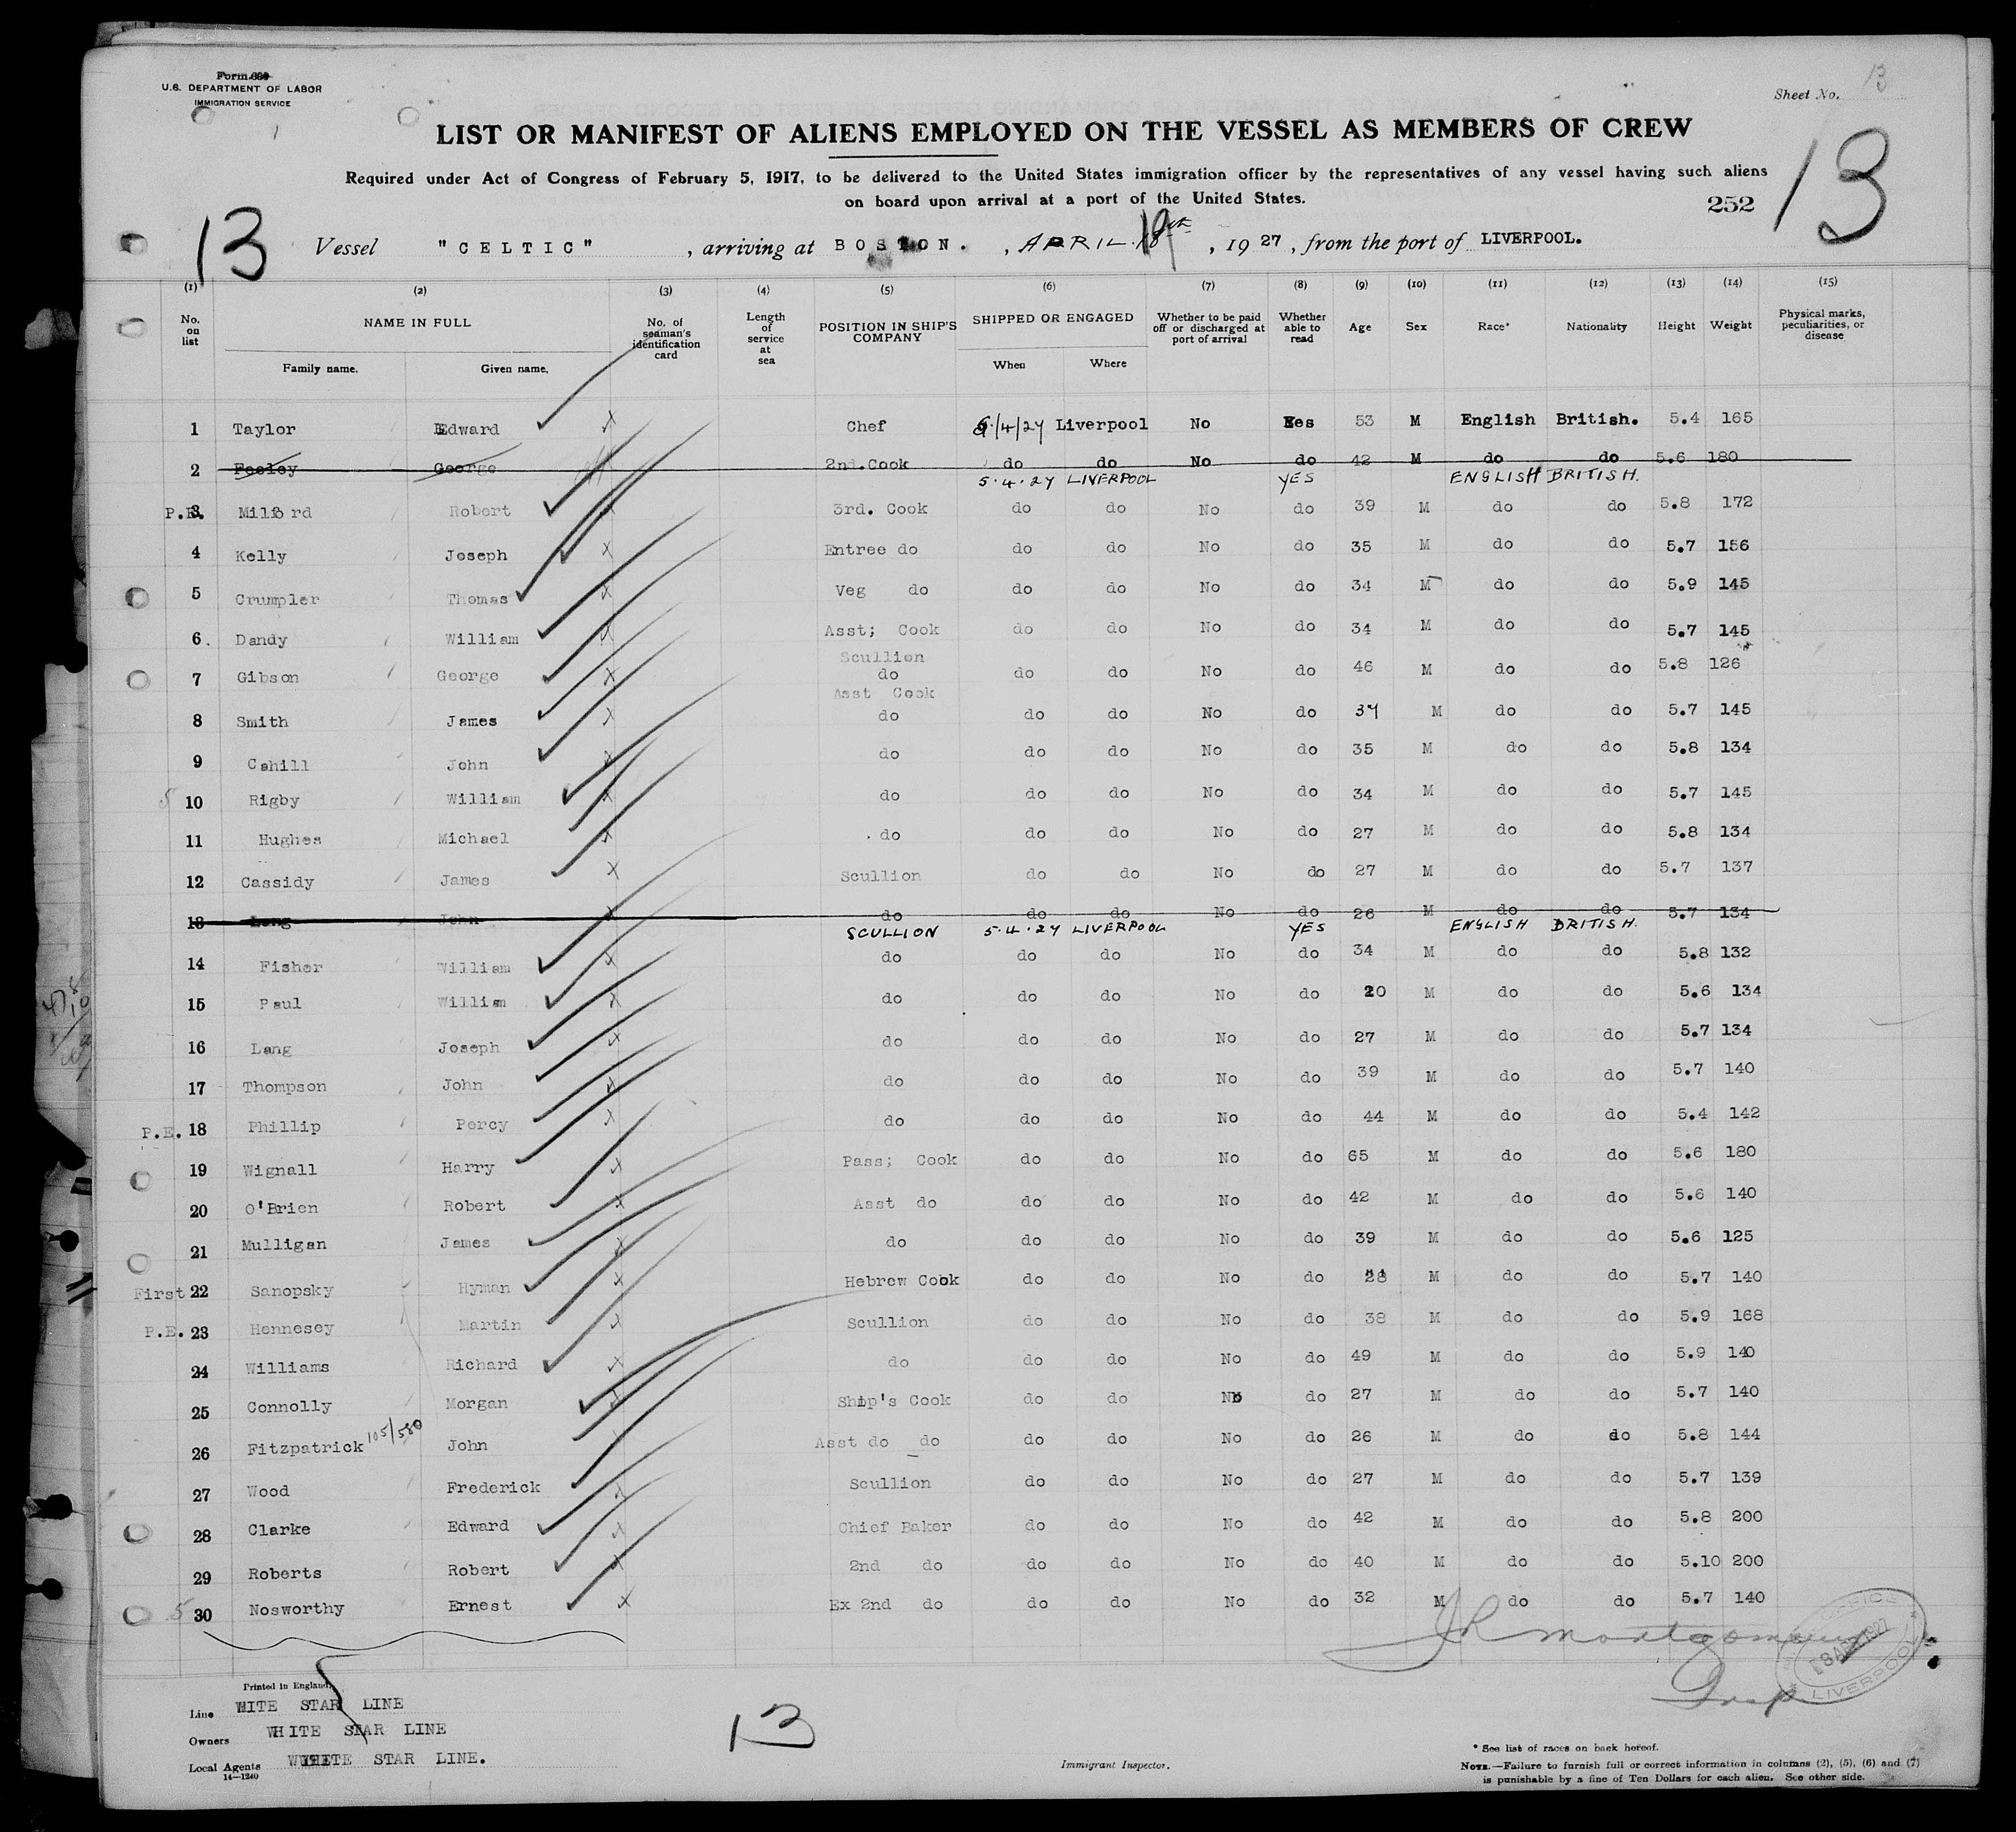 Form 689
U.S. DEPARTMENT OF LABOR
IMMIGRATION SERVICE
Sheet No. 13
LIST OR MANIFEST OF ALIENS EMPLOYED ON THE VESSEL AS MEMBERS OF CREW
Required under Act of Congress of February 5, 1917, to be delivered to the United States immigration officer by the representatives of any vessel having such aliens
on board upon arrival at a port of the United States.
252
13
13 Vessel "CELTIC", arriving at BOSTON., APRIL 19th, 1927, from the port of LIVERPOOL.
(1) (2) (3) (4) (5) (6) (7) (8) (9) (10) (11) (12) (13) (14) (15)
No. on list NAME IN FULL No. of seaman's identification card Length of service at sea POSITION IN SHIP'S COMPANY SHIPPED OR ENGAGED Whether to be paid off or discharged at port of arrival Whether able to read Age Sex Race* Nationality Height Weight Physical marks, peculiarities, or disease
Family name. Given name. When Where
1 Taylor Edward X Chef 5/4/27 Liverpool No Yes 53 M English British. 5.4 165
2 Feeley George 2nd.Cook do do No do 42 M do do 5.6 180
5.4.27 LIVERPOOL YES ENGLISH BRITISH.
P.E. 3 Milford Robert X 3rd. Cook do do No do 39 M do do 5.8 172
4 Kelly Joseph X Entree do do do No do 35 M do do 5.7 156
5 Crumpler Thomas X Veg do do do No do 34 M do do 5.9 145
6. Dandy William X Asst; Cook do do No do 34 M do do 5.7 145
Scullion
7 Gibson George X do do do No do 46 M do do 5.8 126
Asst Cook
8 Smith James X do do do No do 37 M do do 5.7 145
9 Cahill John X do do do No do 35 M do do 5.8 134
5 10 Rigby William X do do do No do 34 M do do 5.7 145
11 Hughes Michael X do do do No do 27 M do do 5.8 134
12 Cassidy James X Scullion do do No do 27 M do do 5.7 137
13 Lang John X do do do No do 26 M do do 5.7 134
SCULLION 5.4.27 LIVERPOOL YES ENGLISH BRITISH.
14 Fisher William X do do do No do 34 M do do 5.8 132
15 Paul William X do do do No do 20 M do do 5.6 134
16 Lang Joseph X do do do No do 27 M do do 5.7 134
17 Thompson John X do do do No do 39 M do do 5.7 140
P.E. 18 Phillip Percy X do do do No do 44 M do do 5.4 142
19 Wignall Harry X Pass; Cook do do No do 65 M do do 5.6 180
20 O'Brien Robert X Asst do do do No do 42 M do do 5.6 140
21 Mulligan James X do do do No do 39 M do do 5.6 125
First 22 Sanopsky Hyman X Hebrew Cook do do No do 28 M do do 5.7 140
P.E. 23 Hennesey Martin X Scullion do do No do 38 M do do 5.9 168
24 Williams Richard X do do do No do 49 M do do 5.9 140
25 Connolly Morgan X Ship's Cook do do No do 27 M do do 5.7 140
26 Fitzpatrick 105/580 John Asst do do do do No do 26 M do do 5.8 144
27 Wood Frederick X Scullion do do No do 27 M do do 5.7 139
28 Clarke Edward X Chief Baker do do No do 42 M do do 5.8 200
29 Roberts Robert X 2nd do do do No do 40 M do do 5.10 200
5 30 Nosworthy Ernest X Ex 2nd do do do No do 32 M do do 5.7 140
JR Montgomery
Insp
LIVERPOOL
Printed in England.
Line WHITE STAR LINE
Owners WHITE STAR LINE
Local Agents WHITE STAR LINE.
14—1240
13
Immigrant Inspector.
* See list of races on back hereof.
NOTE.—Failure to furnish full or correct information in columns (2), (5), (6) and (7)
is punishable by a fine of Ten Dollars for each alien. See other side.